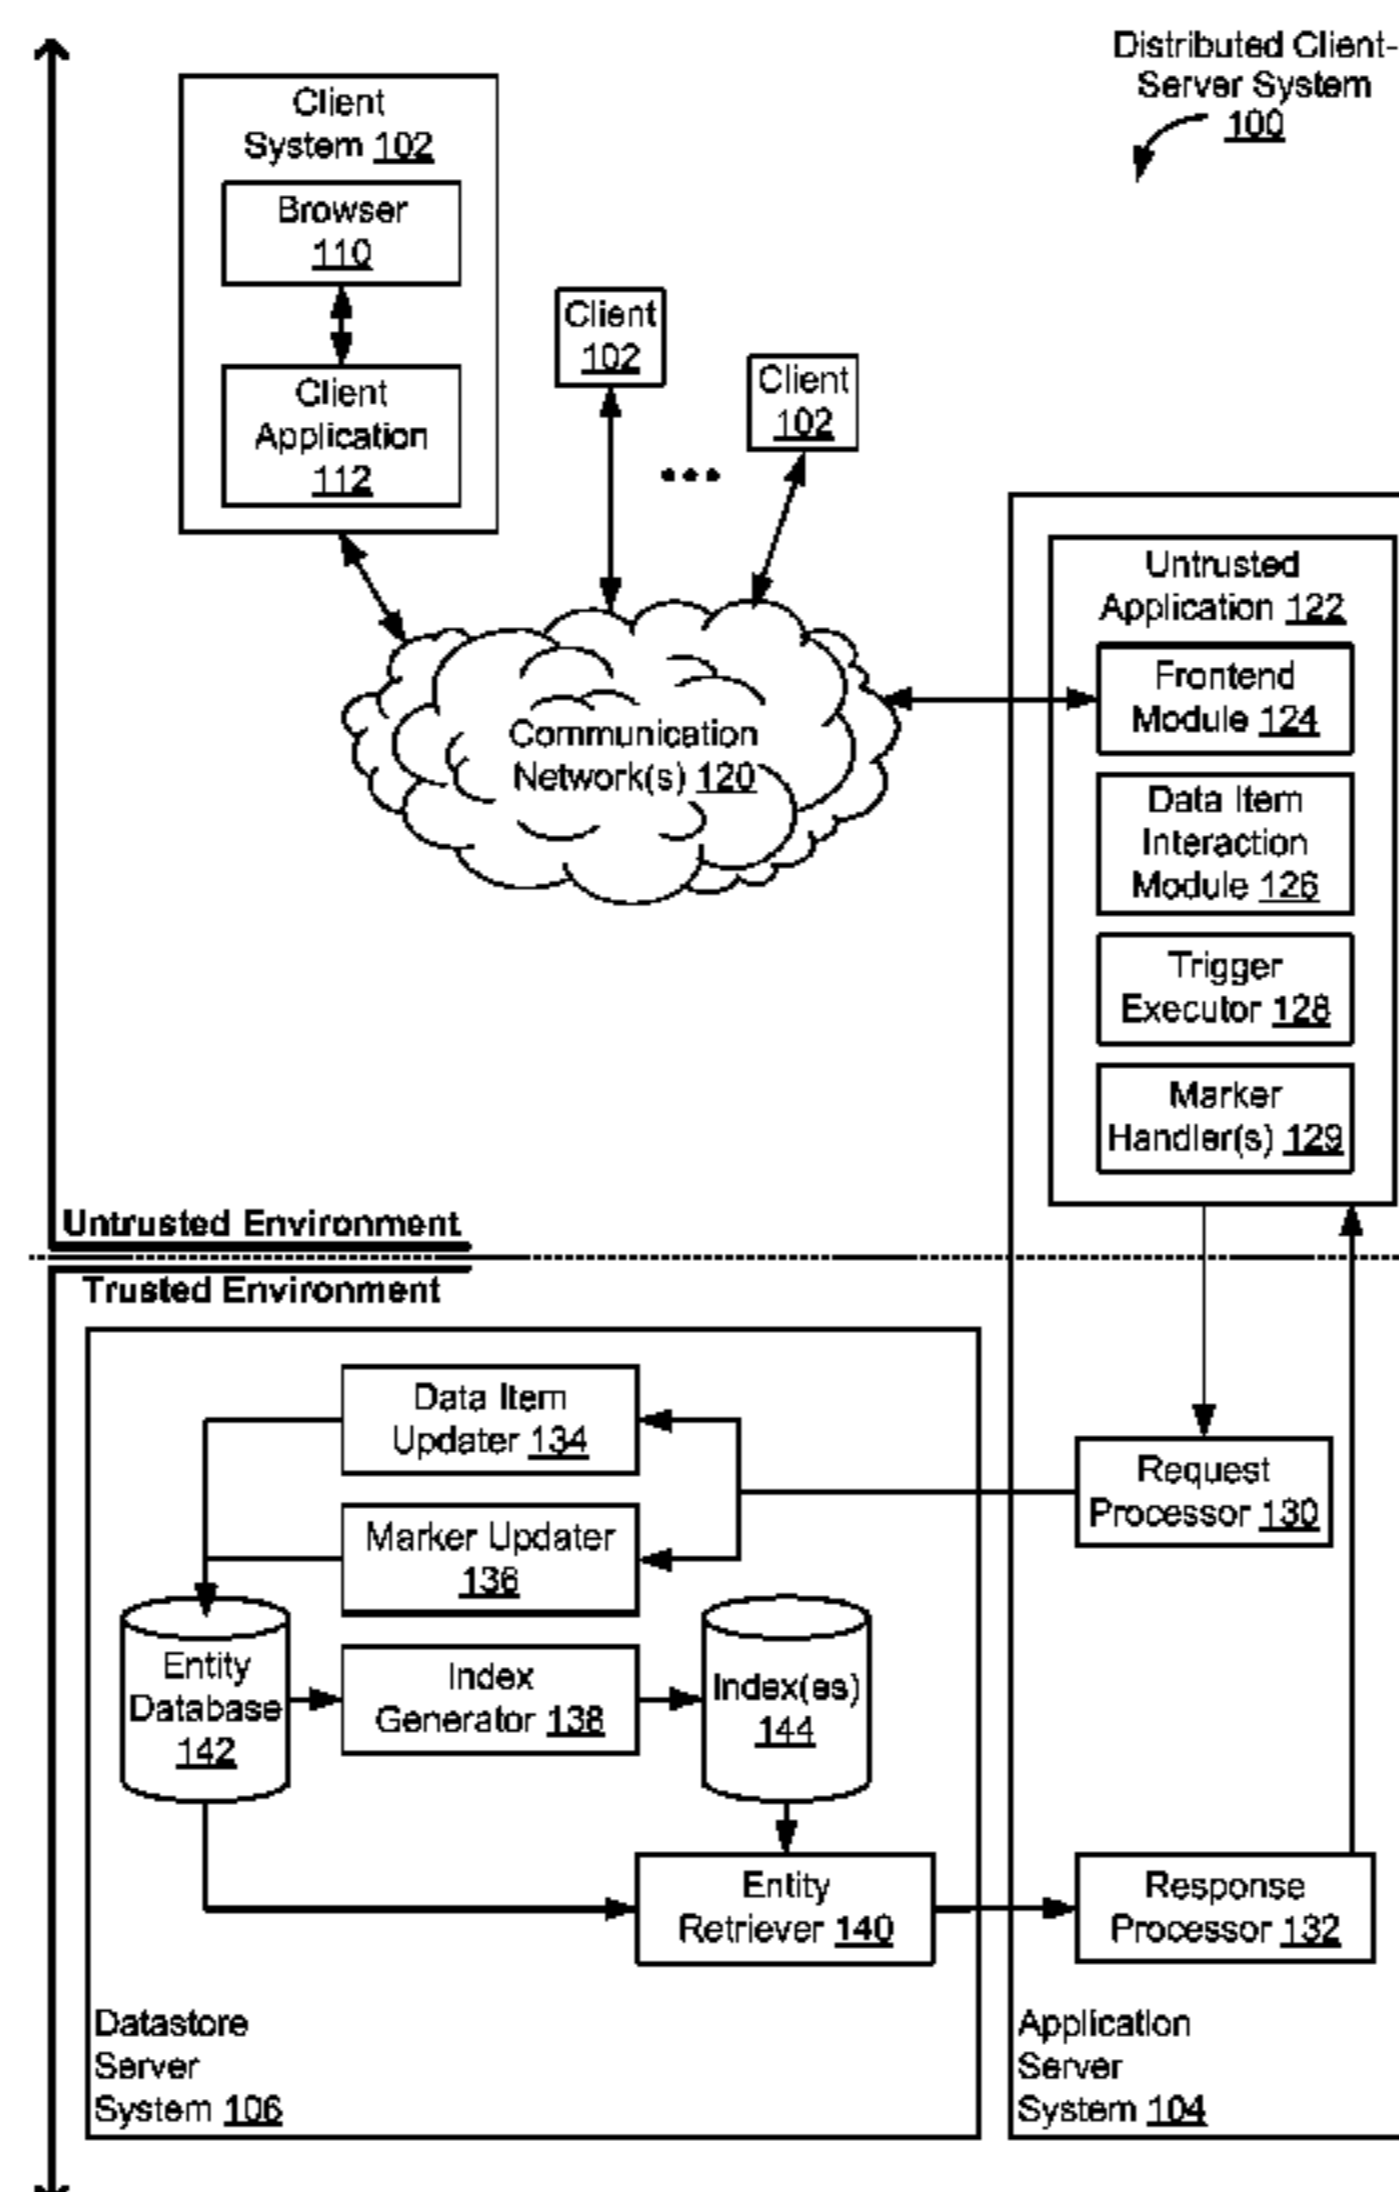 Distributed Client-
Server System
100
Client
System 102
Browser
110
Client
Application
112
Client
102
Client
102
•••
Communication
Network(s) 120
Untrusted
Application 122
Frontend
Module 124
Data Item
Interaction
Module 126
Trigger
Executor 128
Marker
Handler(s) 129
Untrusted Environment
Trusted Environment
Data Item
Updater 134
Marker Updater
136
Request
Processor 130
Entity
Database
142
Index
Generator 138
Index(es)
144
Entity
Retriever 140
Response
Processor 132
Datastore
Server
System 106
Application
Server
System 104